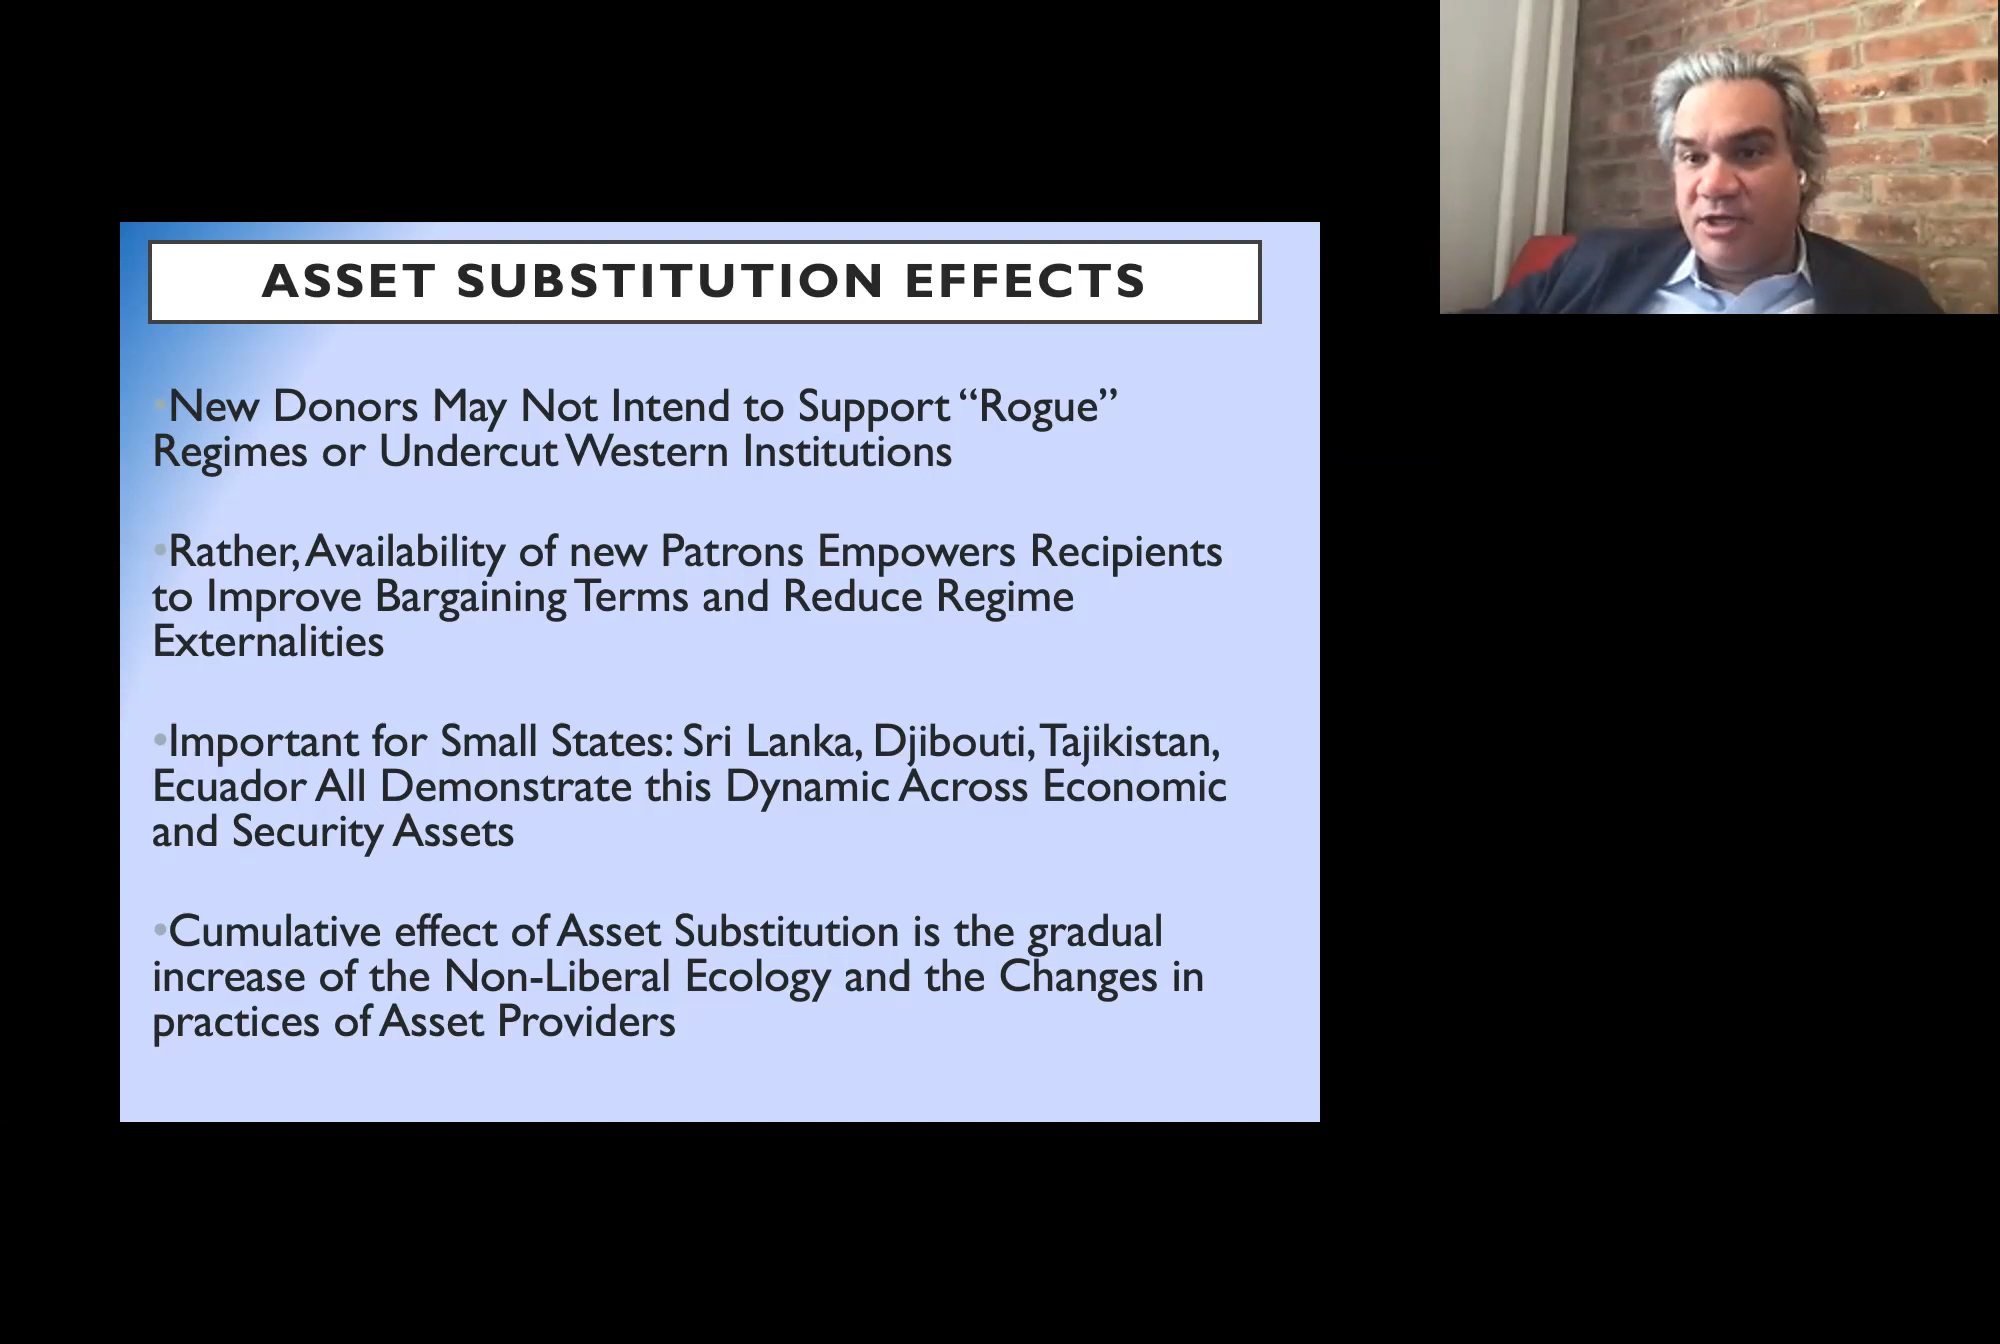 ASSET SUBSTITUTION EFFECTS
•New Donors May Not Intend to Support “Rogue”
Regimes or Undercut Western Institutions
•Rather, Availability of new Patrons Empowers Recipients
to Improve Bargaining Terms and Reduce Regime
Externalities
•Important for Small States: Sri Lanka, Djibouti, Tajikistan,
Ecuador All Demonstrate this Dynamic Across Economic
and Security Assets
•Cumulative effect of Asset Substitution is the gradual
increase of the Non-Liberal Ecology and the Changes in
practices of Asset Providers